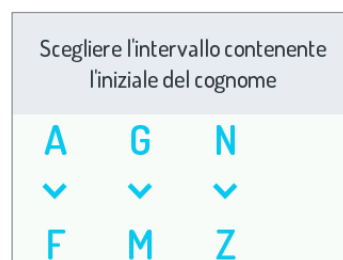 Scegliere l'intervallo contenente
l'iniziale del cognome
A G N
F M Z